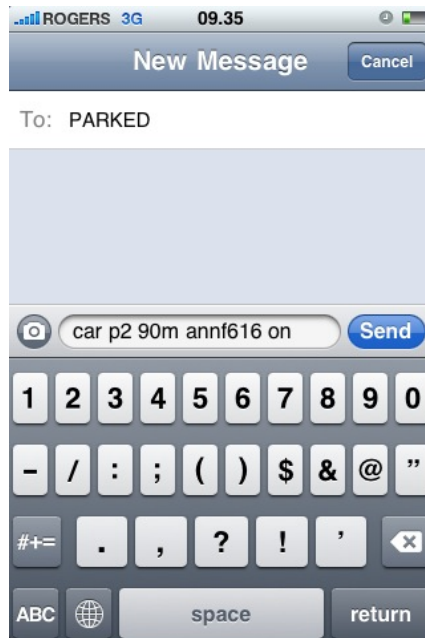 ROGERS 3G 09.35
New Message Cancel
To: PARKED
car p2 90m annf616 on Send
1 2 3 4 5 6 7 8 9 0
- / : ; ( ) $ & @ ”
#+= . , ? ! ’
ABC space return